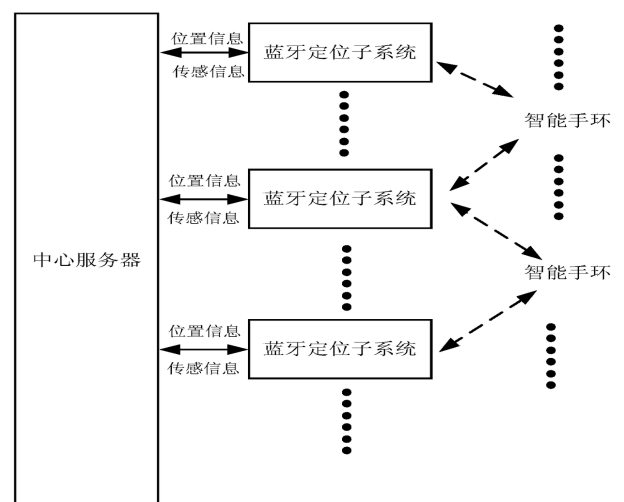 位置信息
蓝牙定位子系统
传感信息
智能手环
位置信息
蓝牙定位子系统
传感信息
中心服务器
智能手环
位置信息
蓝牙定位子系统
传感信息